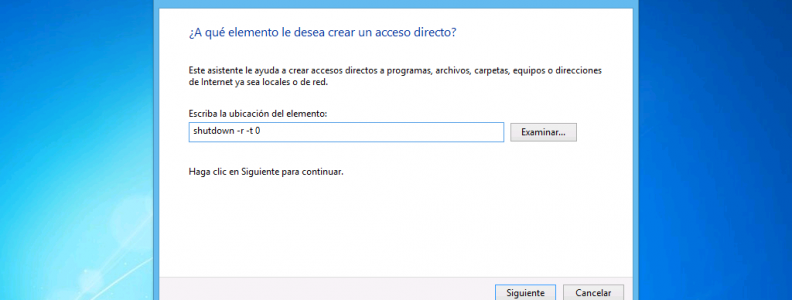 ¿A qué elemento le desea crear un acceso directo?
Este asistente le ayuda a crear accesos directos a programas, archivos, carpetas, equipos o direcciones
de Internet ya sea locales o de red.
Escriba la ubicación del elemento:
shutdown -r -t 0
Examinar...
Haga clic en Siguiente para continuar.
Siguiente
Cancelar